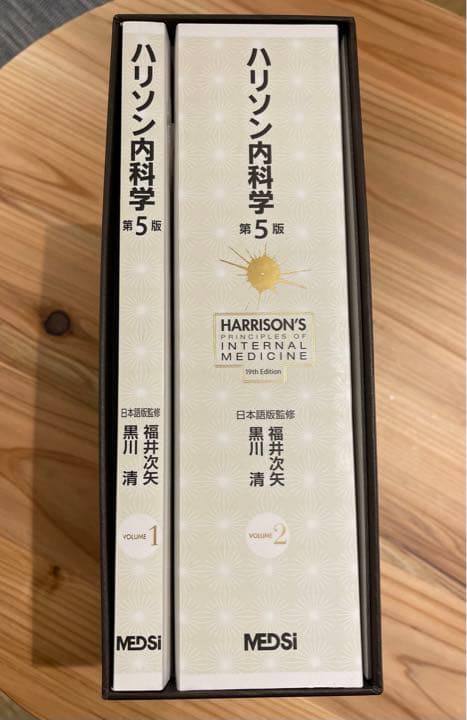 ハリソン内科学
第5版
日本語版監修
福井次矢
黒川 清
VOLUME 1
MEDSi
ハリソン内科学
第5版
HARRISON'S
PRINCIPLES OF
INTERNAL
MEDICINE
19th Edition
日本語版監修
福井次矢
黒川 清
VOLUME 2
MEDSi